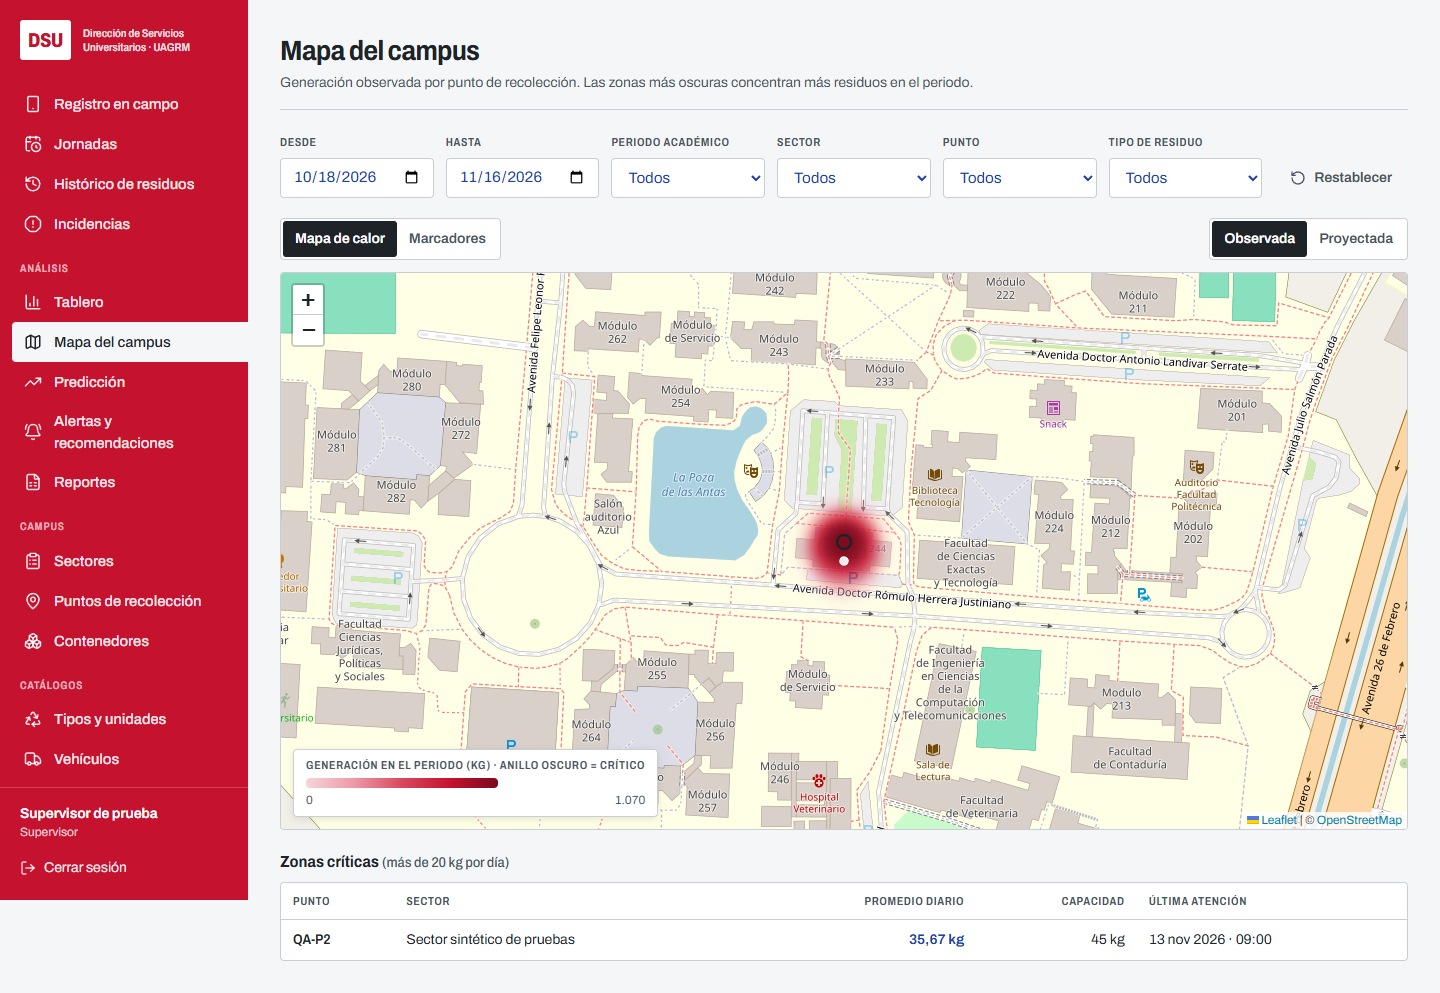 DSU
Dirección de Servicios
Universitarios · UAGRM
Registro en campo
Jornadas
Histórico de residuos
Incidencias
ANÁLISIS
Tablero
Mapa del campus
Predicción
Alertas y
recomendaciones
Reportes
CAMPUS
Sectores
Puntos de recolección
Contenedores
CATÁLOGOS
Tipos y unidades
Vehículos
Supervisor de prueba
Supervisor
Cerrar sesión
Mapa del campus
Generación observada por punto de recolección. Las zonas más oscuras concentran más residuos en el periodo.
DESDE
HASTA
PERIODO ACADÉMICO
SECTOR
PUNTO
TIPO DE RESIDUO
10/18/2026
11/16/2026
Todos
Todos
Todos
Todos
Restablecer
Mapa de calor
Marcadores
Observada
Proyectada
+
−
Módulo
242
Módulo
222
Módulo
211
Módulo
262
Módulo
de Servicio
Módulo
243
Módulo
233
Avenida Felipe Leonor
Avenida Doctor Antonio Landivar Serrate
P
P
Avenida Julio Salmón Parada
Módulo
280
Módulo
254
Módulo
201
Snack
Módulo
281
Módulo
272
P
P
La Poza
de las Antas
Biblioteca
Tecnología
Auditorio
Facultad
Politécnica
Módulo
282
Salón
auditorio
Azul
Módulo
224
Módulo
212
Módulo
202
P
244
Facultad
de Ciencias
Exactas
y Tecnología
P
P
P
Avenida Doctor Rómulo Herrera Justiniano
edor
sitario
Facultad
Ciencias
Jurídicas,
Políticas
y Sociales
ia
ar
rsitario
Módulo
255
Módulo
de Servicio
Facultad
de Ingeniería
en Ciencias
de la
Computación
y Telecomunicaciones
Modulo
213
Avenida 26 de Febrero
Módulo
264
Módulo
256
P
Sala de
Lectura
Facultad
de Contaduría
Módulo
246
Hospital
Veterinario
Módulo
257
Facultad
de Veterinaria
P
brero
o
GENERACIÓN EN EL PERIODO (KG) · ANILLO OSCURO = CRÍTICO
0
1.070
Leaflet | © OpenStreetMap
Zonas críticas (más de 20 kg por día)
PUNTO
SECTOR
PROMEDIO DIARIO
CAPACIDAD
ÚLTIMA ATENCIÓN
QA-P2
Sector sintético de pruebas
35,67 kg
45 kg
13 nov 2026 · 09:00